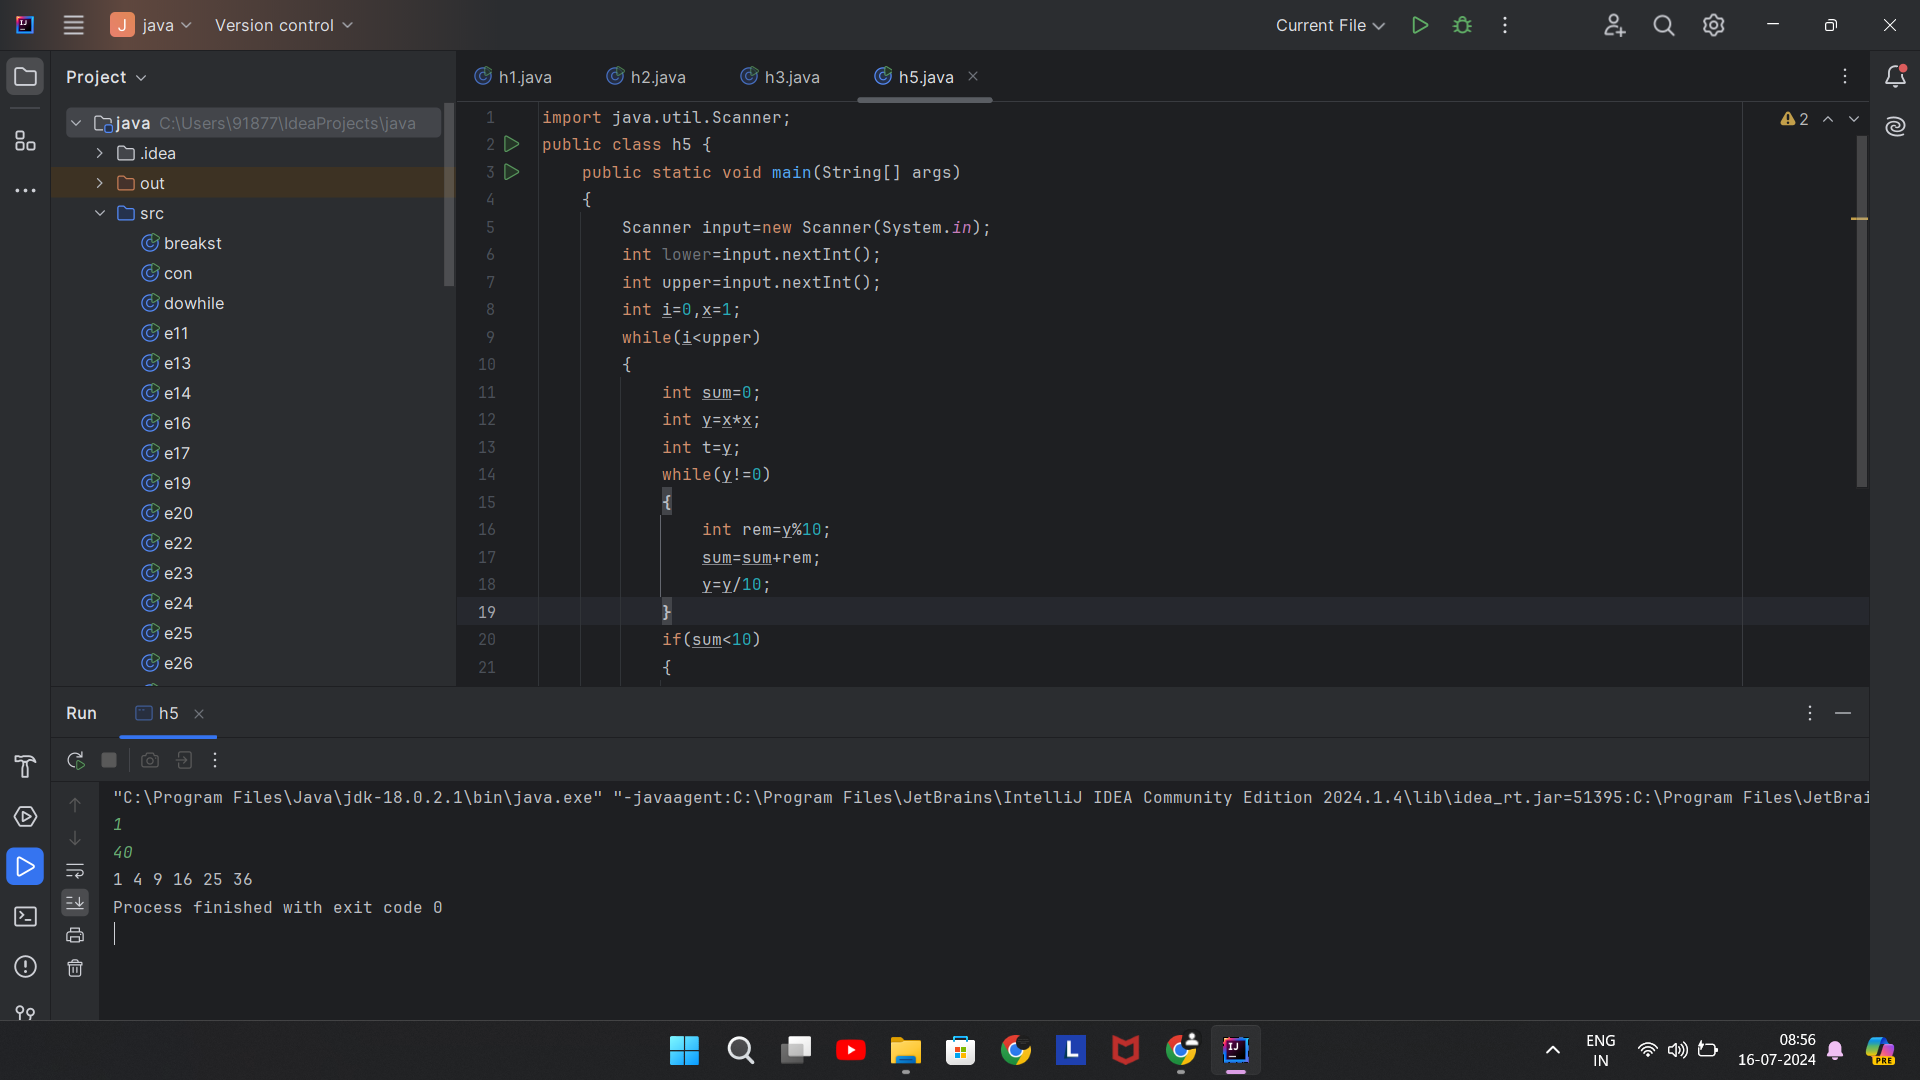 J java Version control Current File
Project
java C:\Users\91877\IdeaProjects\java
.idea
out
src
breakst
con
dowhile
e11
e13
e14
e16
e17
e19
e20
e22
e23
e24
e25
e26
h1.java h2.java h3.java h5.java
2
1 import java.util.Scanner;
2 public class h5 {
3 public static void main(String[] args)
4 {
5 Scanner input=new Scanner(System.in);
6 int lower=input.nextInt();
7 int upper=input.nextInt();
8 int i=0,x=1;
9 while(i<upper)
10 {
11 int sum=0;
12 int y=x*x;
13 int t=y;
14 while(y!=0)
15 {
16 int rem=y%10;
17 sum=sum+rem;
18 y=y/10;
19 }
20 if(sum<10)
21 {
Run h5
"C:\Program Files\Java\jdk-18.0.2.1\bin\java.exe" "-javaagent:C:\Program Files\JetBrains\IntelliJ IDEA Community Edition 2024.1.4\lib\idea_rt.jar=51395:C:\Program Files\JetBrai
1
40
1 4 9 16 25 36
Process finished with exit code 0
ENG
IN
08:56
16-07-2024
PRE